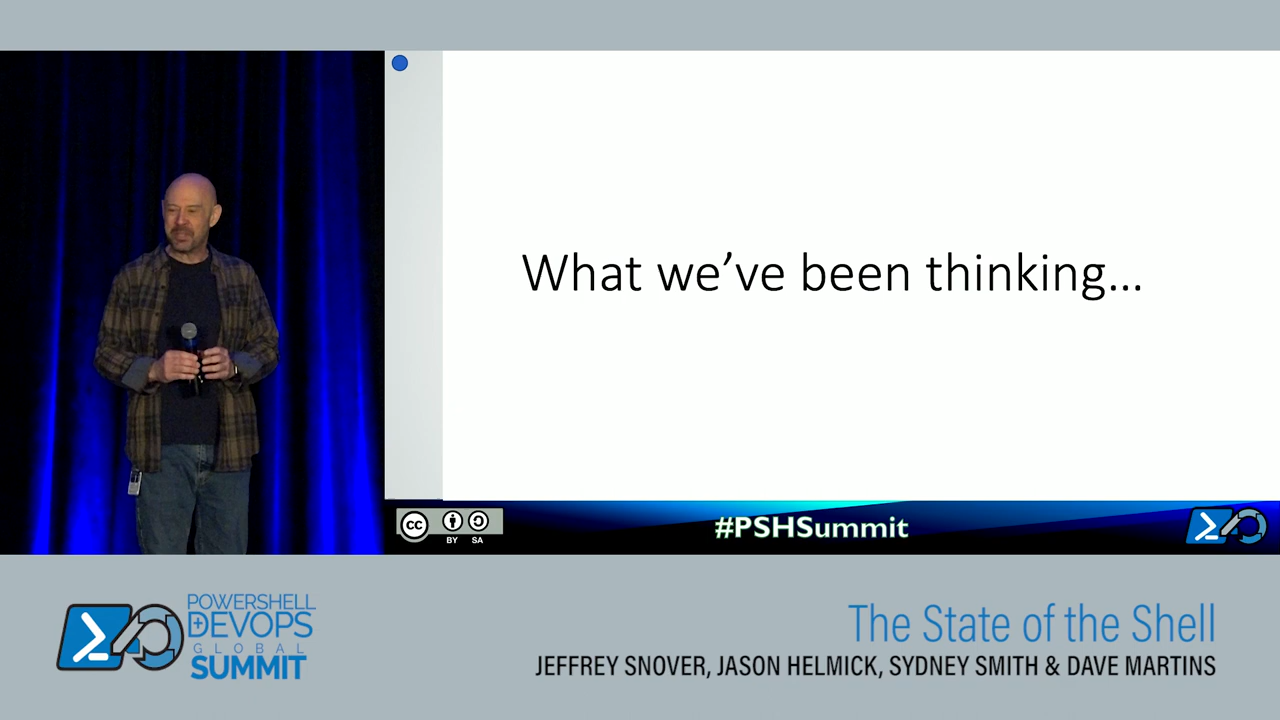 What we've been thinking...
cc
BY SA
#PSHSummit
POWERSHELL
+DEVOPS
GLOBAL
SUMMIT
The State of the Shell
JEFFREY SNOVER, JASON HELMICK, SYDNEY SMITH & DAVE MARTINS